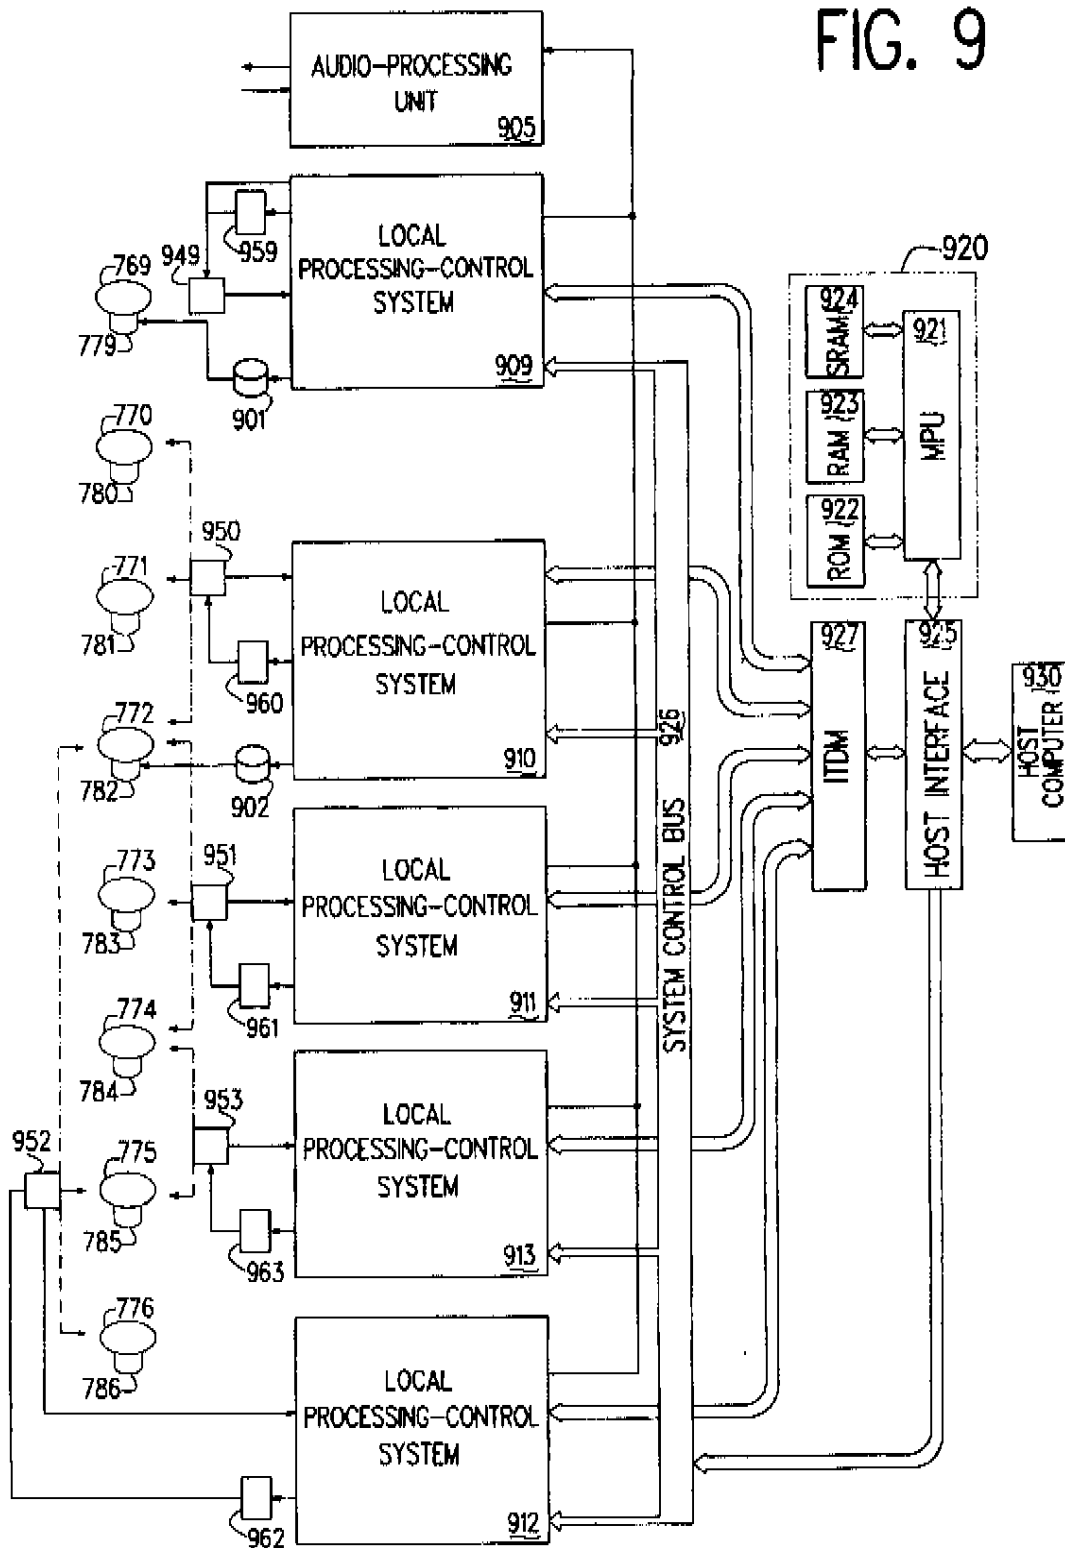 FIG. 9
AUDIO-PROCESSING
UNIT
905
959
949
769
779
901
LOCAL
PROCESSING-CONTROL
SYSTEM
909
920
924
SRAM
923
RAM
922
ROM
921
MPU
770
780
950
771
781
960
LOCAL
PROCESSING-CONTROL
SYSTEM
910
772
782
902
926
SYSTEM CONTROL BUS
927
ITDM
925
HOST INTERFACE
930
HOST
COMPUTER
951
773
783
961
LOCAL
PROCESSING-CONTROL
SYSTEM
911
774
784
953
952
775
785
963
LOCAL
PROCESSING-CONTROL
SYSTEM
913
776
786
LOCAL
PROCESSING-CONTROL
SYSTEM
912
962